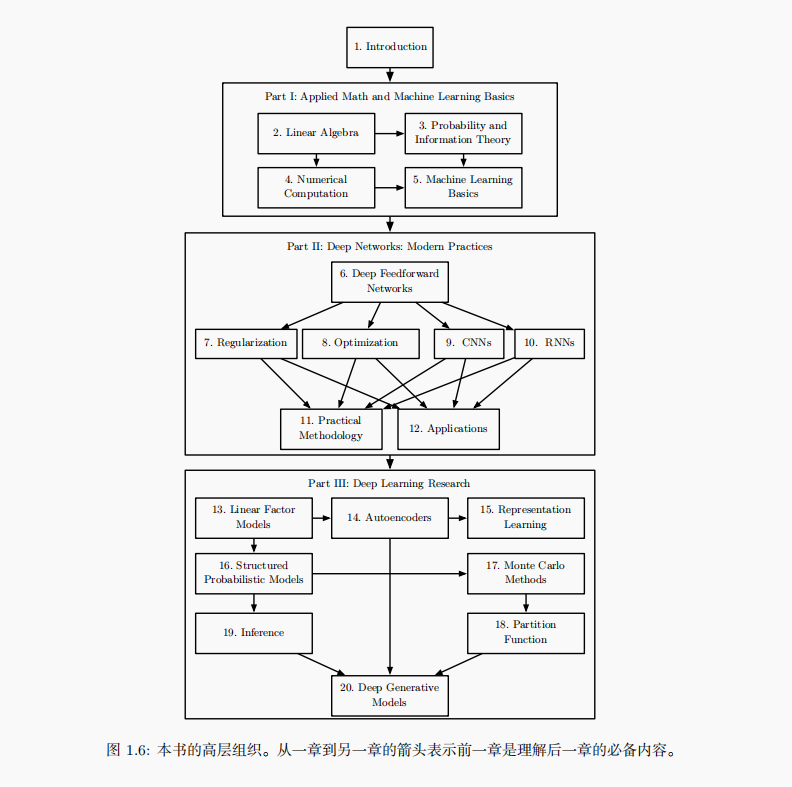 1. Introduction
Part I: Applied Math and Machine Learning Basics
2. Linear Algebra
3. Probability and
Information Theory
4. Numerical
Computation
5. Machine Learning
Basics
Part II: Deep Networks: Modern Practices
6. Deep Feedforward
Networks
7. Regularization
8. Optimization
9. CNNs
10. RNNs
11. Practical
Methodology
12. Applications
Part III: Deep Learning Research
13. Linear Factor
Models
14. Autoencoders
15. Representation
Learning
16. Structured
Probabilistic Models
17. Monte Carlo
Methods
19. Inference
18. Partition
Function
20. Deep Generative
Models
图 1.6: 本书的高层组织。从一章到另一章的箭头表示前一章是理解后一章的必备内容。